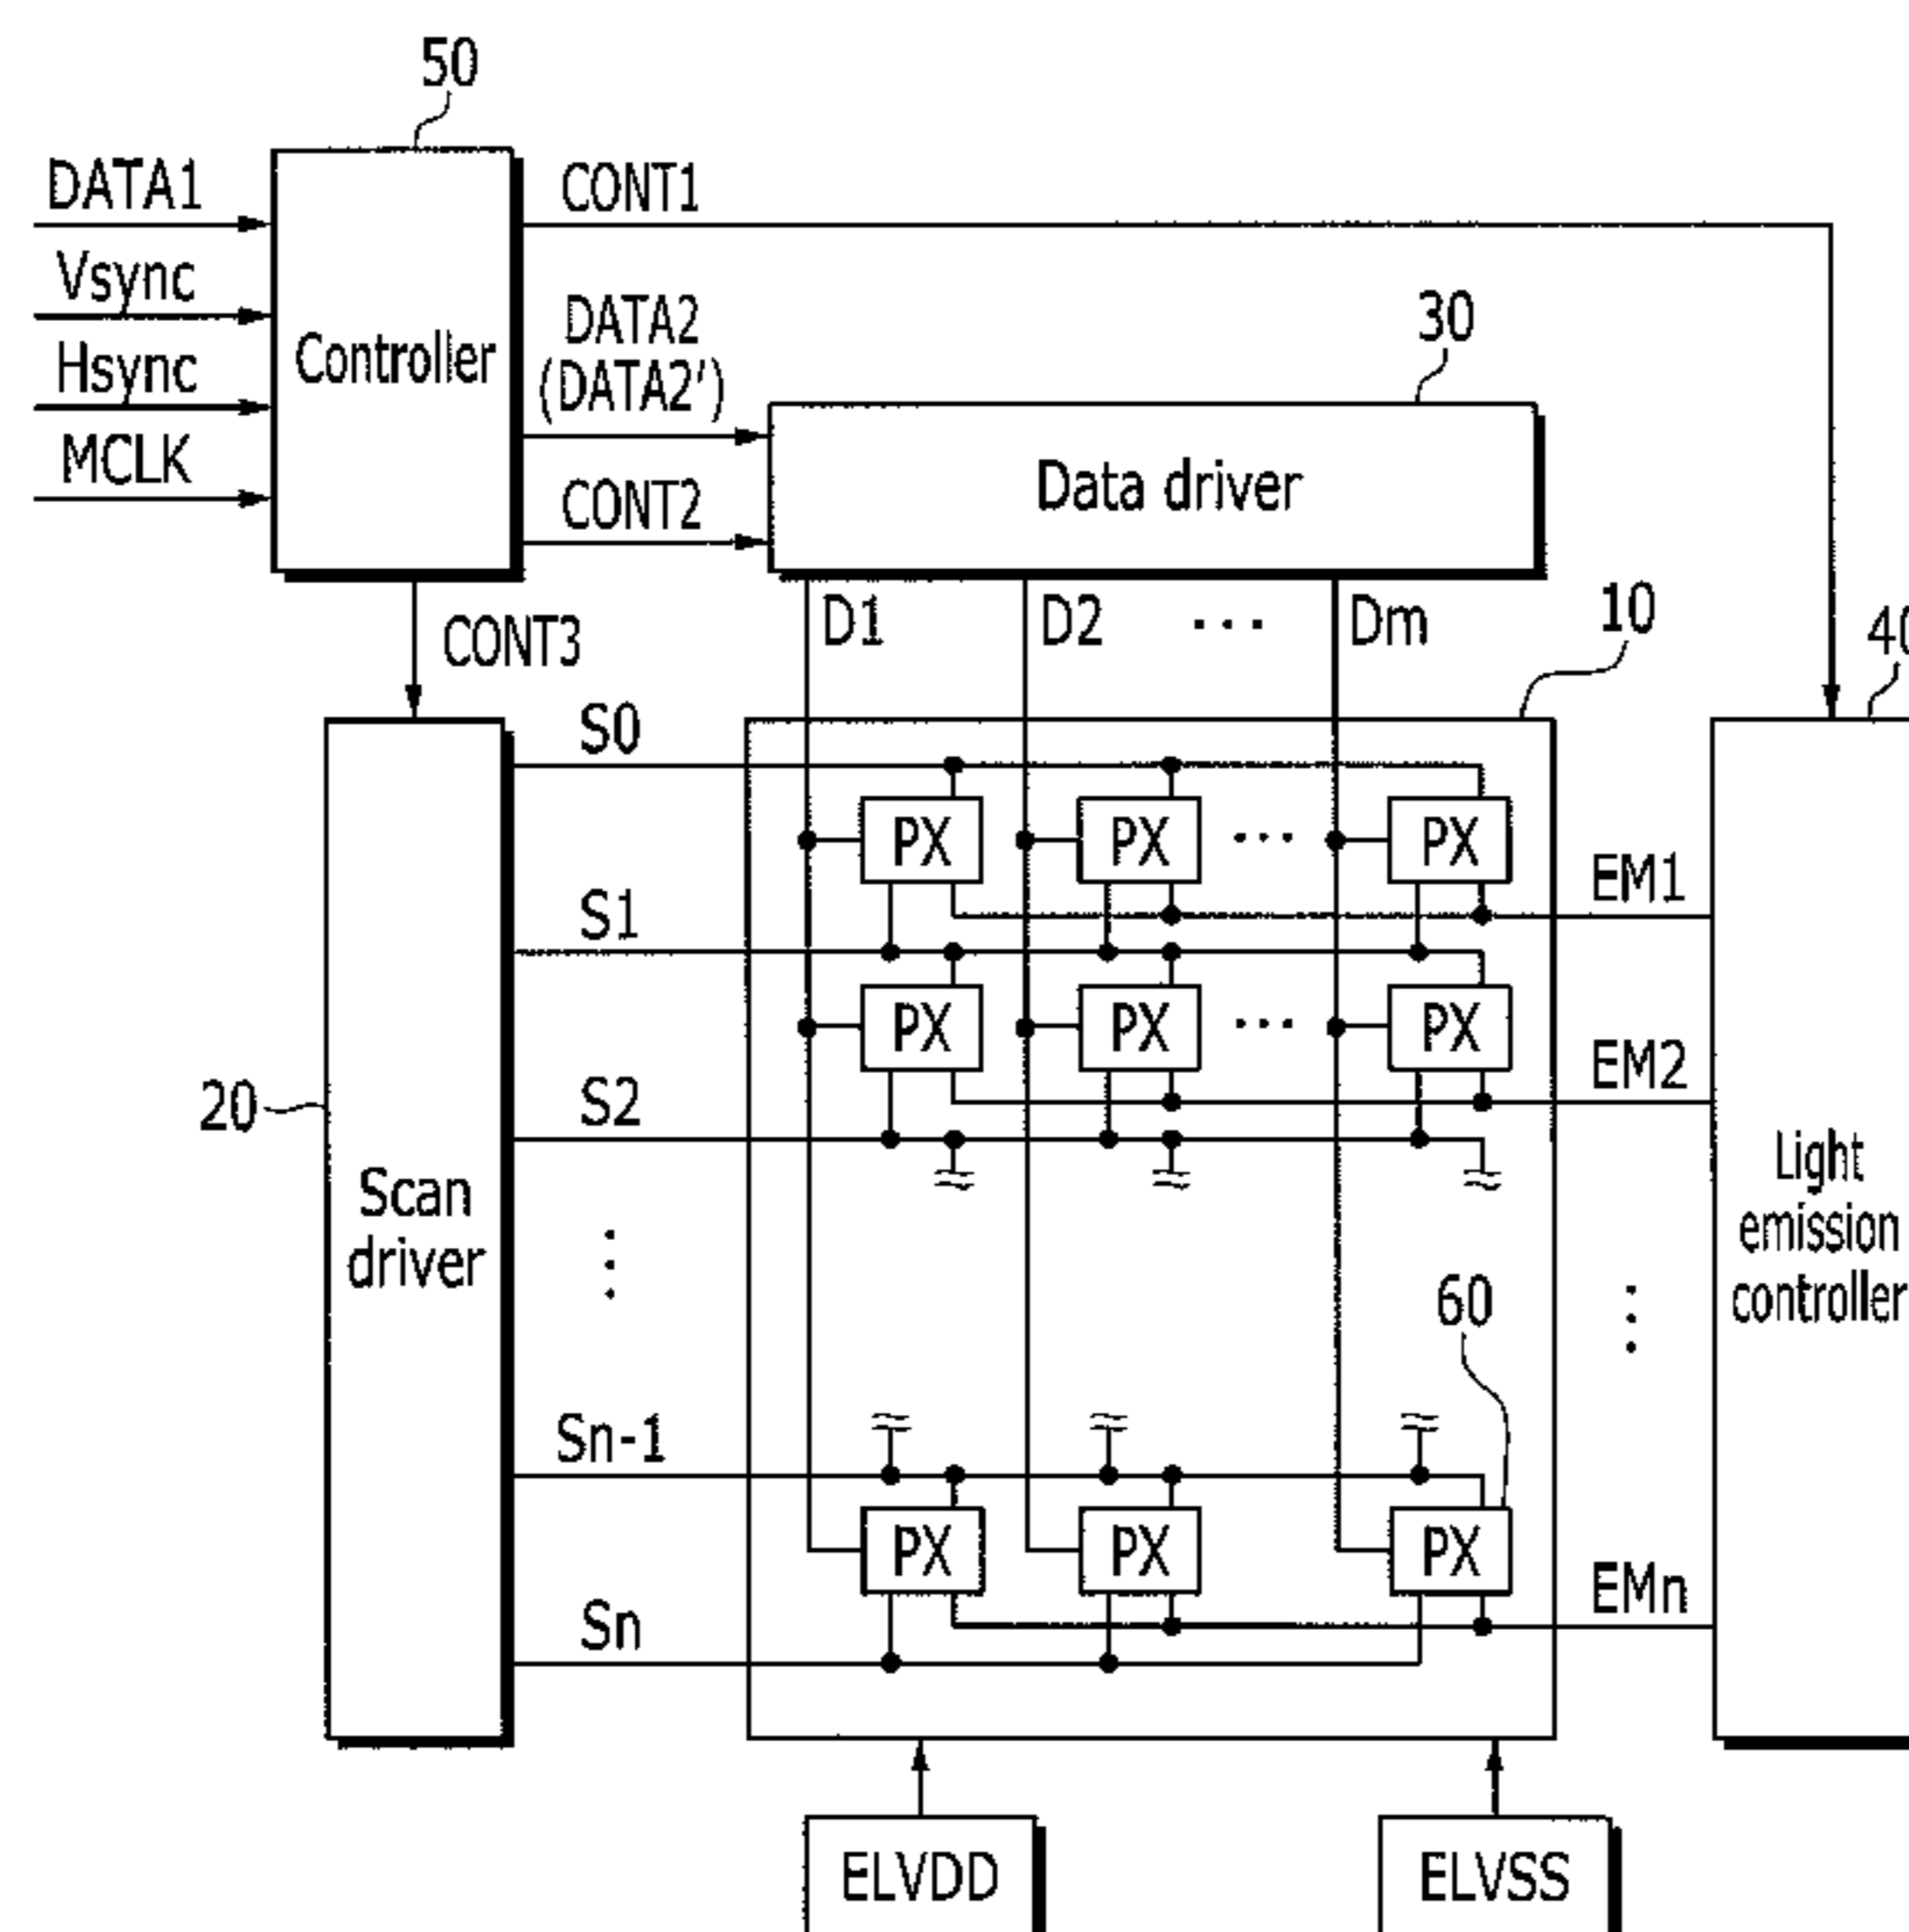 50
DATA1
CONT1
Vsync
DATA2
(DATA2')
30
Hsync
Controller
MCLK
CONT2
Data driver
D1
D2
...
Dm
10
CONT3
S0
PX
PX
...
PX
EM1
S1
PX
PX
...
PX
EM2
S2
20
Scan
driver
Light
emission
controller
60
Sn-1
PX
PX
PX
EMn
Sn
ELVDD
ELVSS